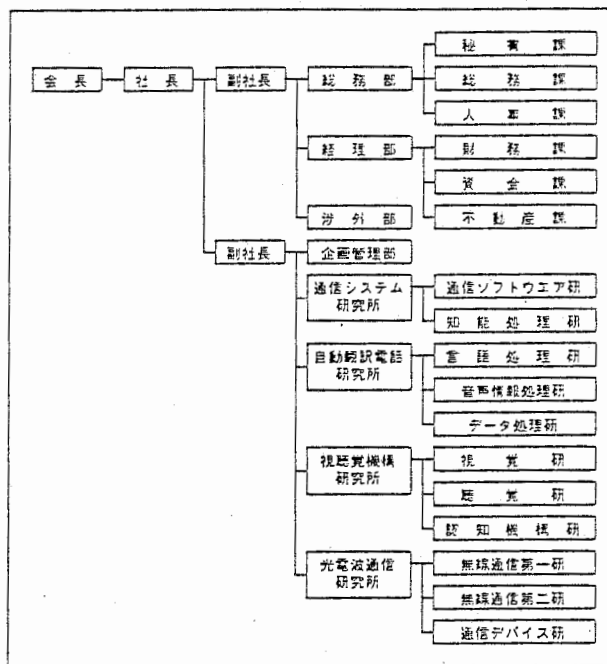 会長
社長
副社長
総務部
秘書課
総務課
人事課
経理部
財務課
資金課
不動産課
渉外部
副社長
企画管理部
通信システム
研究所
通信ソフトウエア研
知能処理研
自動翻訳電話
研究所
言語処理研
音声情報処理研
データ処理研
視聴覚機構
研究所
視覚研
聴覚研
認知機構研
光電波通信
研究所
無線通信第一研
無線通信第二研
通信デバイス研